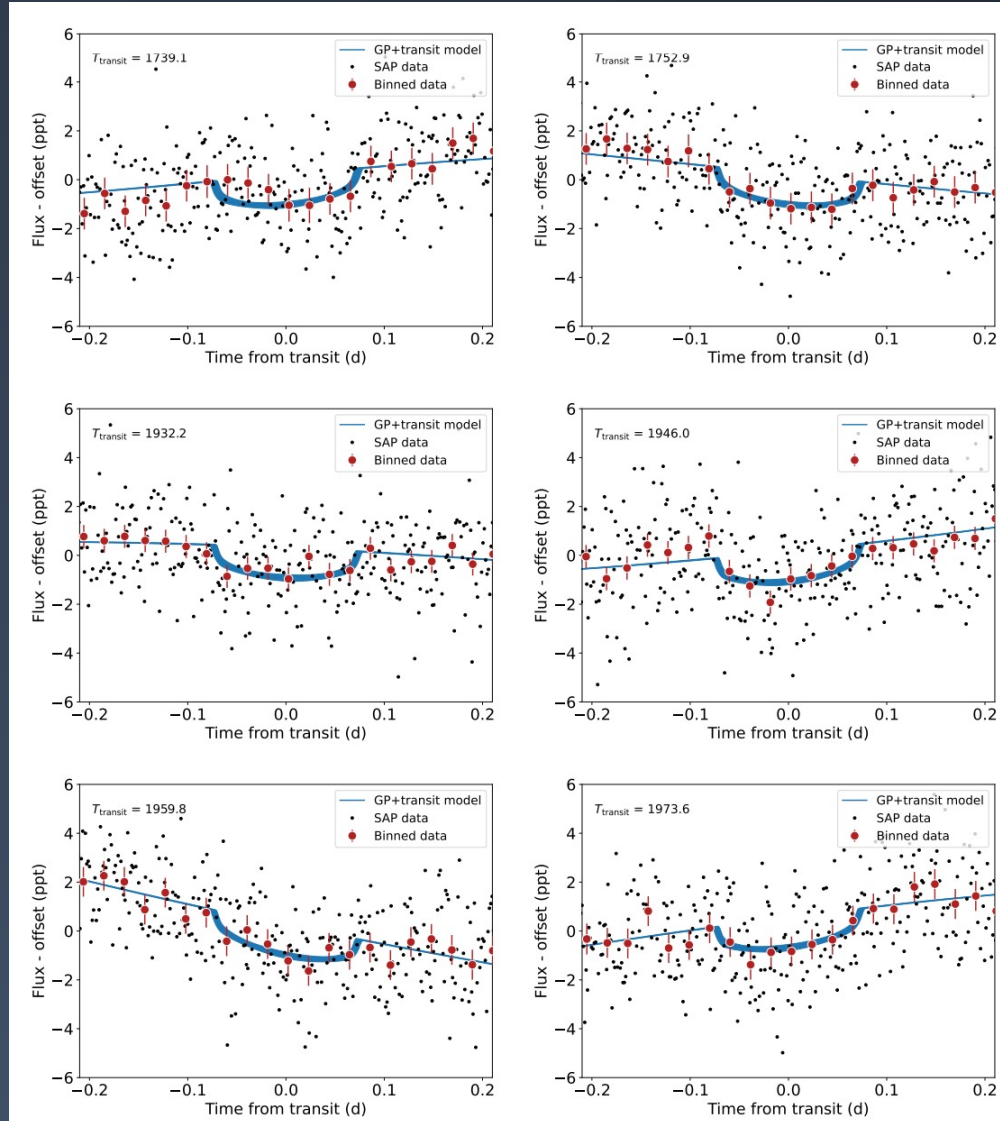 T_transit = 1739.1
GP+transit model
SAP data
Binned data
Flux - offset (ppt)
6
4
2
0
−2
−4
−6
−0.2 −0.1 0.0 0.1 0.2
Time from transit (d)
T_transit = 1752.9
GP+transit model
SAP data
Binned data
Flux - offset (ppt)
6
4
2
0
−2
−4
−6
−0.2 −0.1 0.0 0.1 0.2
Time from transit (d)
T_transit = 1932.2
GP+transit model
SAP data
Binned data
Flux - offset (ppt)
6
4
2
0
−2
−4
−6
−0.2 −0.1 0.0 0.1 0.2
Time from transit (d)
T_transit = 1946.0
GP+transit model
SAP data
Binned data
Flux - offset (ppt)
6
4
2
0
−2
−4
−6
−0.2 −0.1 0.0 0.1 0.2
Time from transit (d)
T_transit = 1959.8
GP+transit model
SAP data
Binned data
Flux - offset (ppt)
6
4
2
0
−2
−4
−6
−0.2 −0.1 0.0 0.1 0.2
Time from transit (d)
T_transit = 1973.6
GP+transit model
SAP data
Binned data
Flux - offset (ppt)
6
4
2
0
−2
−4
−6
−0.2 −0.1 0.0 0.1 0.2
Time from transit (d)